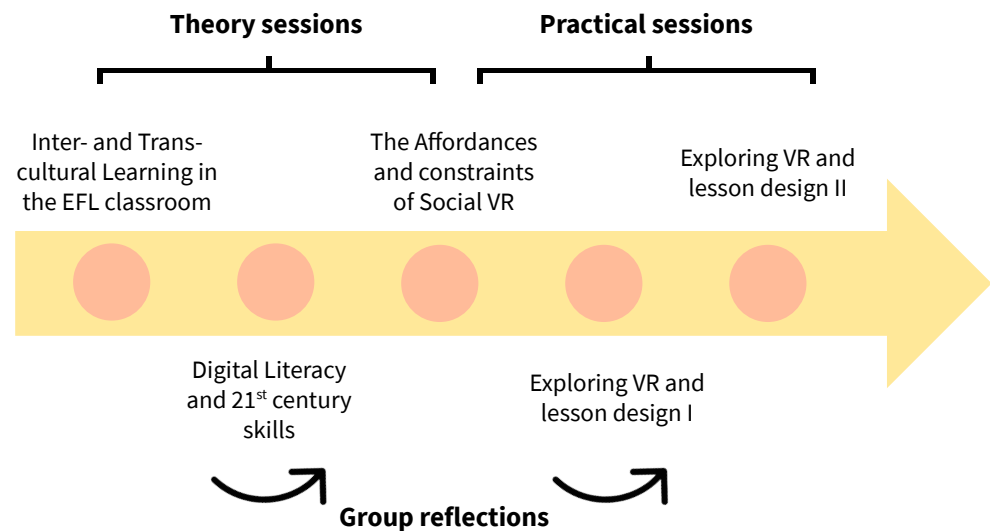 Theory sessions
Practical sessions
Inter- and Trans-
cultural Learning in
the EFL classroom
The Affordances
and constraints
of Social VR
Exploring VR and
lesson design II
Digital Literacy
and 21st century
skills
Exploring VR and
lesson design I
Group reflections